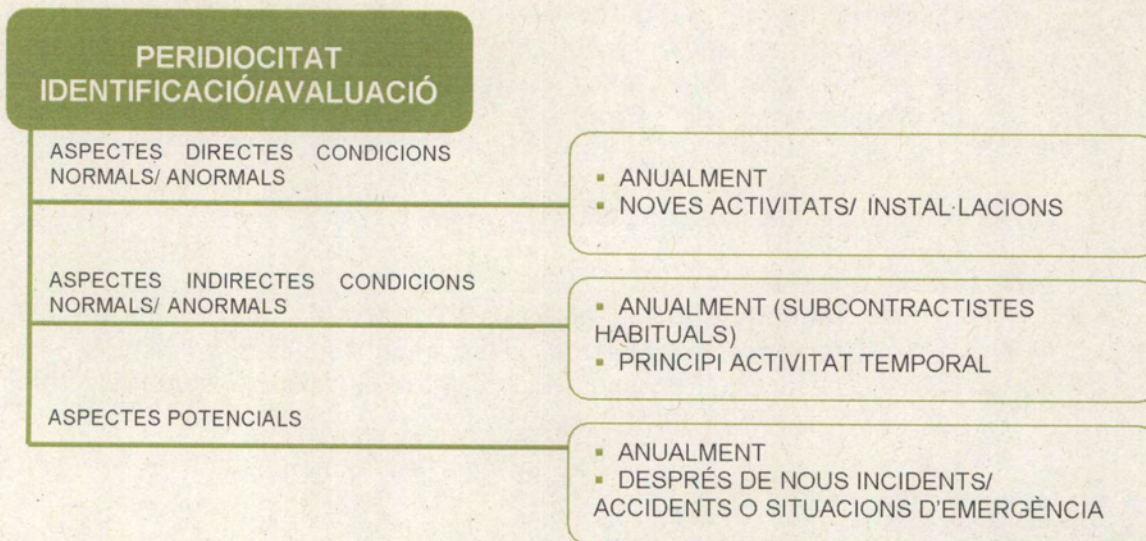 PERIDIOCITAT
IDENTIFICACIÓ/AVALUACIÓ
ASPECTES DIRECTES CONDICIONS
NORMALS/ ANORMALS
▪ ANUALMENT
▪ NOVES ACTIVITATS/ INSTAL·LACIONS
ASPECTES INDIRECTES CONDICIONS
NORMALS/ ANORMALS
▪ ANUALMENT (SUBCONTRACTISTES
HABITUALS)
▪ PRINCIPI ACTIVITAT TEMPORAL
ASPECTES POTENCIALS
▪ ANUALMENT
▪ DESPRÉS DE NOUS INCIDENTS/
ACCIDENTS O SITUACIONS D'EMERGÈNCIA